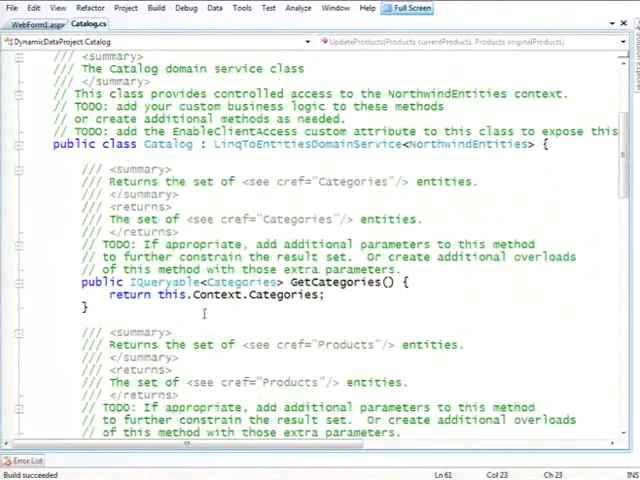 File Edit View Refactor Project Build Debug Data Tools Test Analyze Window Help Full Screen
WebForm1.aspx Catalog.cs
DynamicDataProject.Catalog UpdateProducts(Products currentProducts, Products originalProducts)
/// <summary>
/// The Catalog domain service class
/// </summary>
// This class provides controlled access to the NorthwindEntities context.
// TODO: add your custom business logic to these methods
// or create additional methods as needed.
// TODO: add the EnableClientAccess custom attribute to this class to expose this
public class Catalog : LinqToEntitiesDomainService<NorthwindEntities> {
/// <summary>
/// Returns the set of <see cref="Categories"/> entities.
/// </summary>
/// <returns>
/// The set of <see cref="Categories"/> entities.
/// </returns>
// TODO: If appropriate, add additional parameters to this method
// to further constrain the result set.  Or create additional overloads
// of this method with those extra parameters.
public IQueryable<Categories> GetCategories() {
return this.Context.Categories;
}
/// <summary>
/// Returns the set of <see cref="Products"/> entities.
/// </summary>
/// <returns>
/// The set of <see cref="Products"/> entities.
/// </returns>
// TODO: If appropriate, add additional parameters to this method
// to further constrain the result set.  Or create additional overloads
// of this method with those extra parameters.
Error List
Build succeeded Ln 61 Col 23 Ch 23 INS